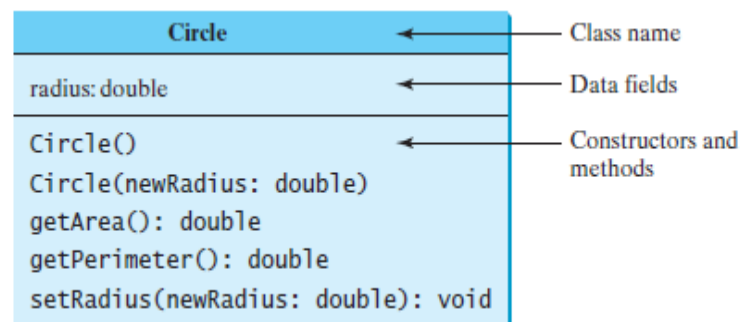 Circle
Class name
radius: double
Data fields
Circle()
Constructors and
methods
Circle(newRadius: double)
getArea(): double
getPerimeter(): double
setRadius(newRadius: double): void